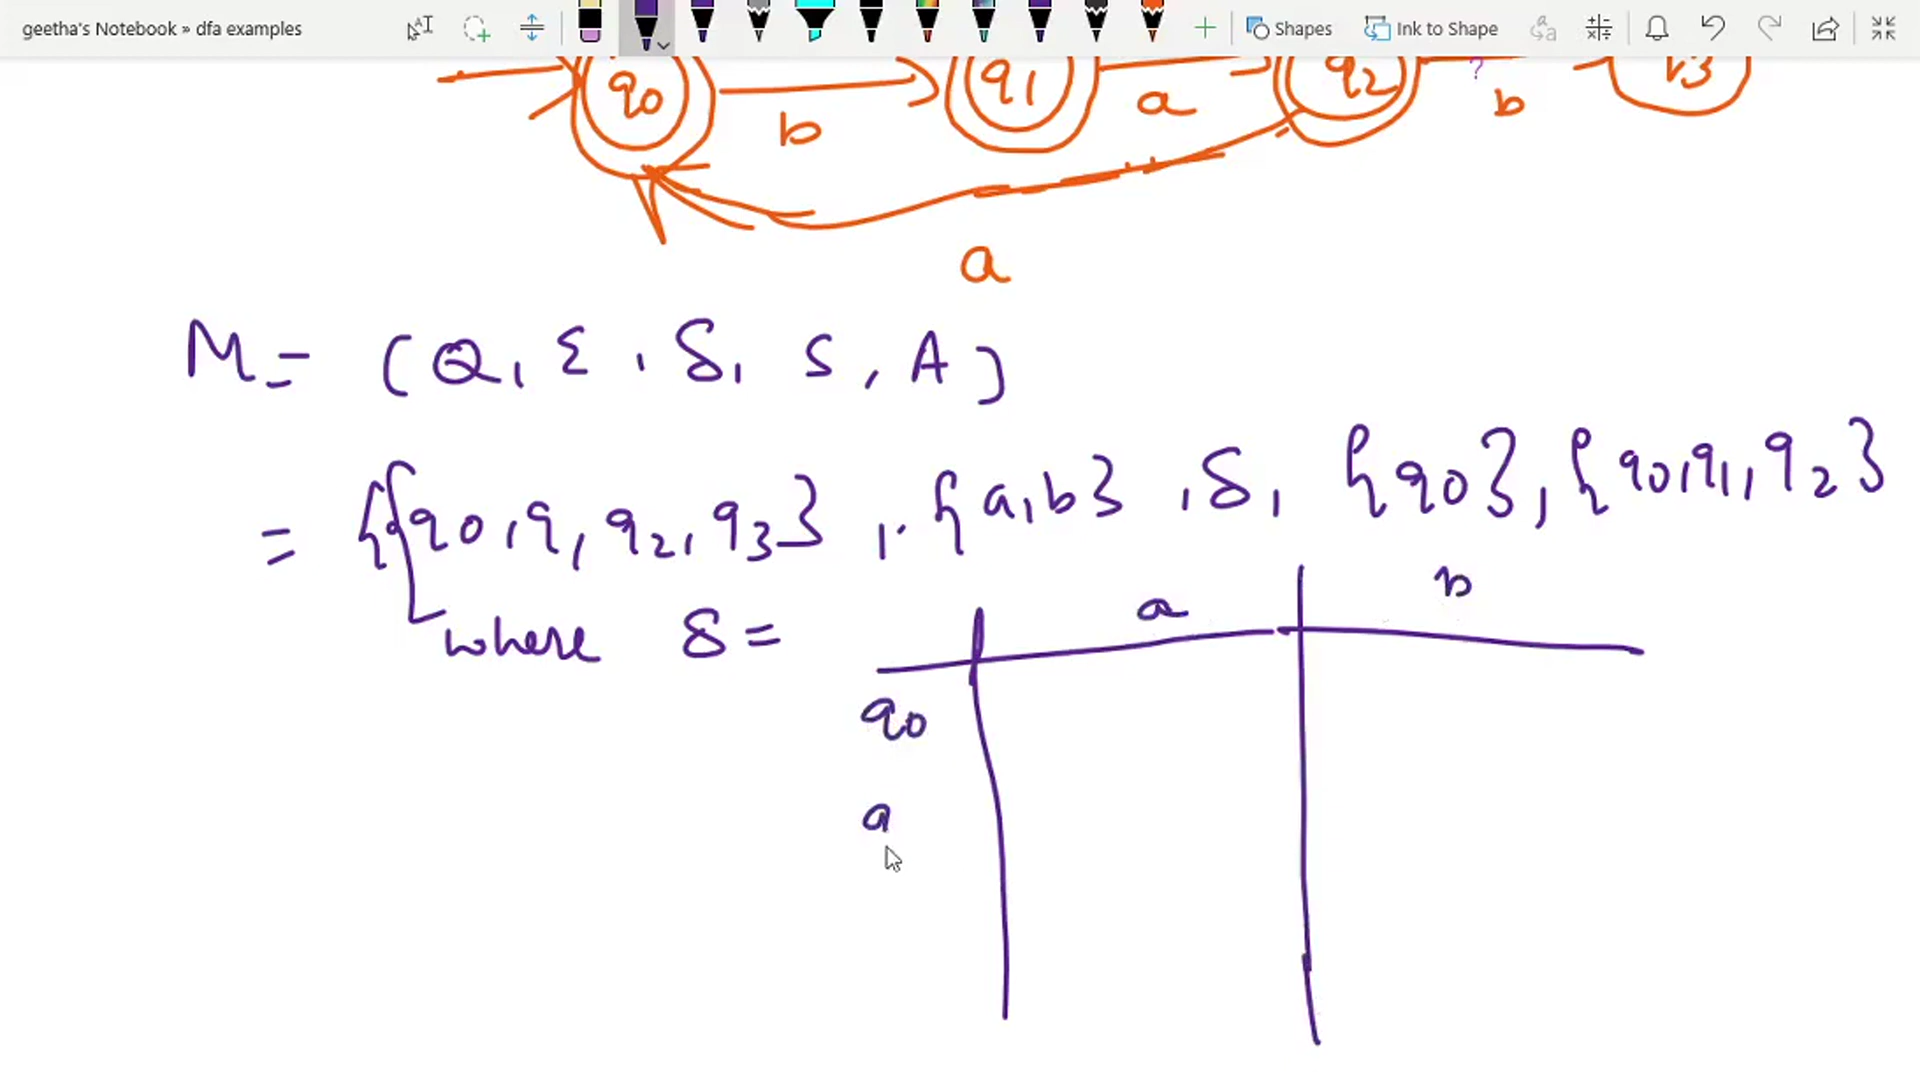 geetha's Notebook » dfa examples
Shapes
Ink to Shape
q0 b q1 a q2 b
a
M = (Q, Σ, δ, S, A)
= {{q0, q, q2, q3}, {a,b}, δ, {q0}, {q0,q1,q2}
where δ =
a b
q0
a